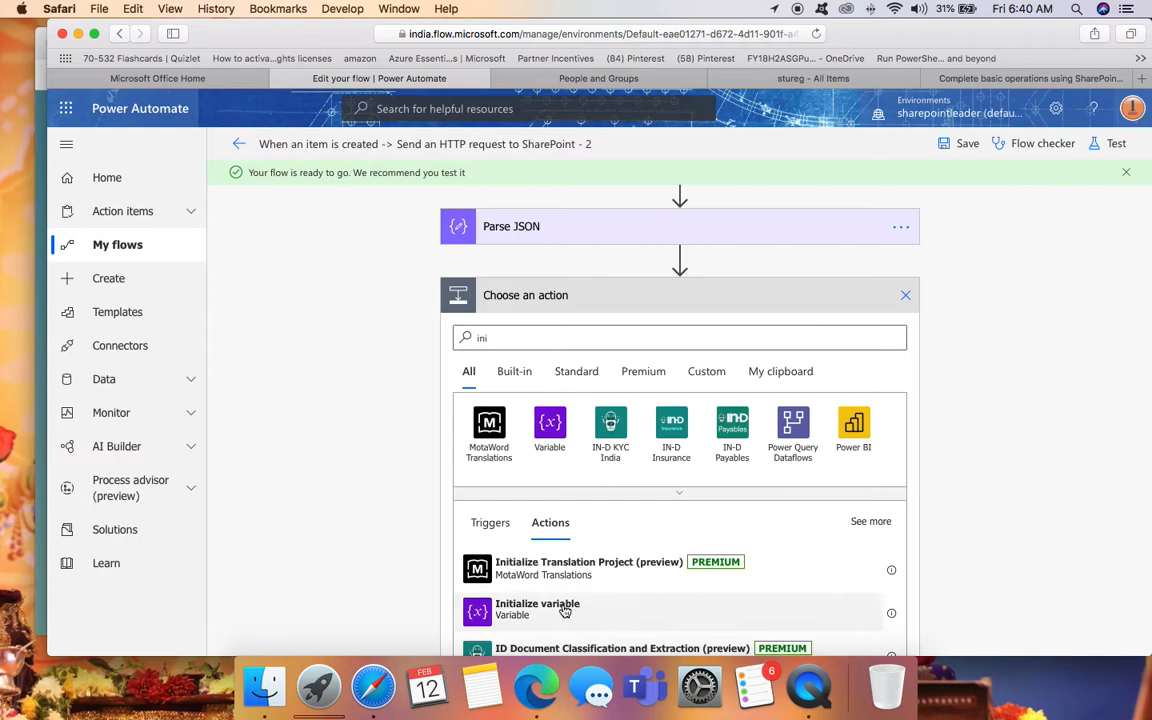 Safari File Edit View History Bookmarks Develop Window Help 31% Fri 6:40 AM
india.flow.microsoft.com/manage/environments/Default-eae01271-d672-4d11-901f-a4
70-532 Flashcards | Quizlet How to activa...ghts licenses amazon Azure Essenti...s | Microsoft Partner Incentives (84) Pinterest (58) Pinterest FY18H2ASGPu... - OneDrive RunPowerShe...and beyond
Microsoft Office Home Edit your flow | Power Automate People and Groups stureg - All Items Complete basic operations using SharePoin...
Power Automate
Search for helpful resources
Environments
sharepointleader (defau...
When an item is created -> Send an HTTP request to SharePoint - 2
Save Flow checker Test
Your flow is ready to go. We recommend you test it
Home
Action items
My flows
Create
Templates
Connectors
Data
Monitor
AI Builder
Process advisor
(preview)
Solutions
Learn
Parse JSON
Choose an action
ini
All Built-in Standard Premium Custom My clipboard
MotaWord
Translations
Variable
IN-D KYC
India
IN-D
Insurance
IN-D
Payables
Power Query
Dataflows
Power BI
Triggers Actions See more
Initialize Translation Project (preview) PREMIUM
MotaWord Translations
Initialize variable
Variable
ID Document Classification and Extraction (preview) PREMIUM
FEB
12
6